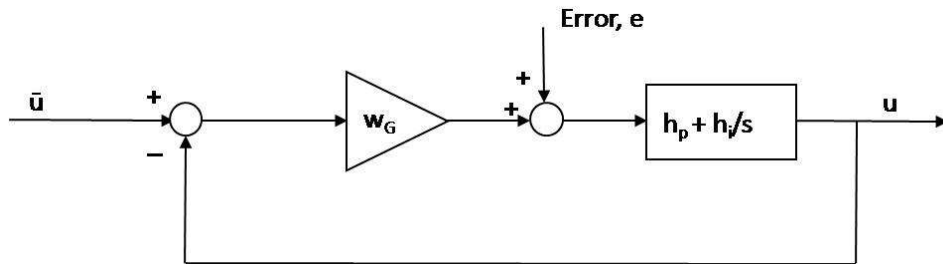 Error, e
ū
+
+
+
w_G
h_p + h_i/s
u
−